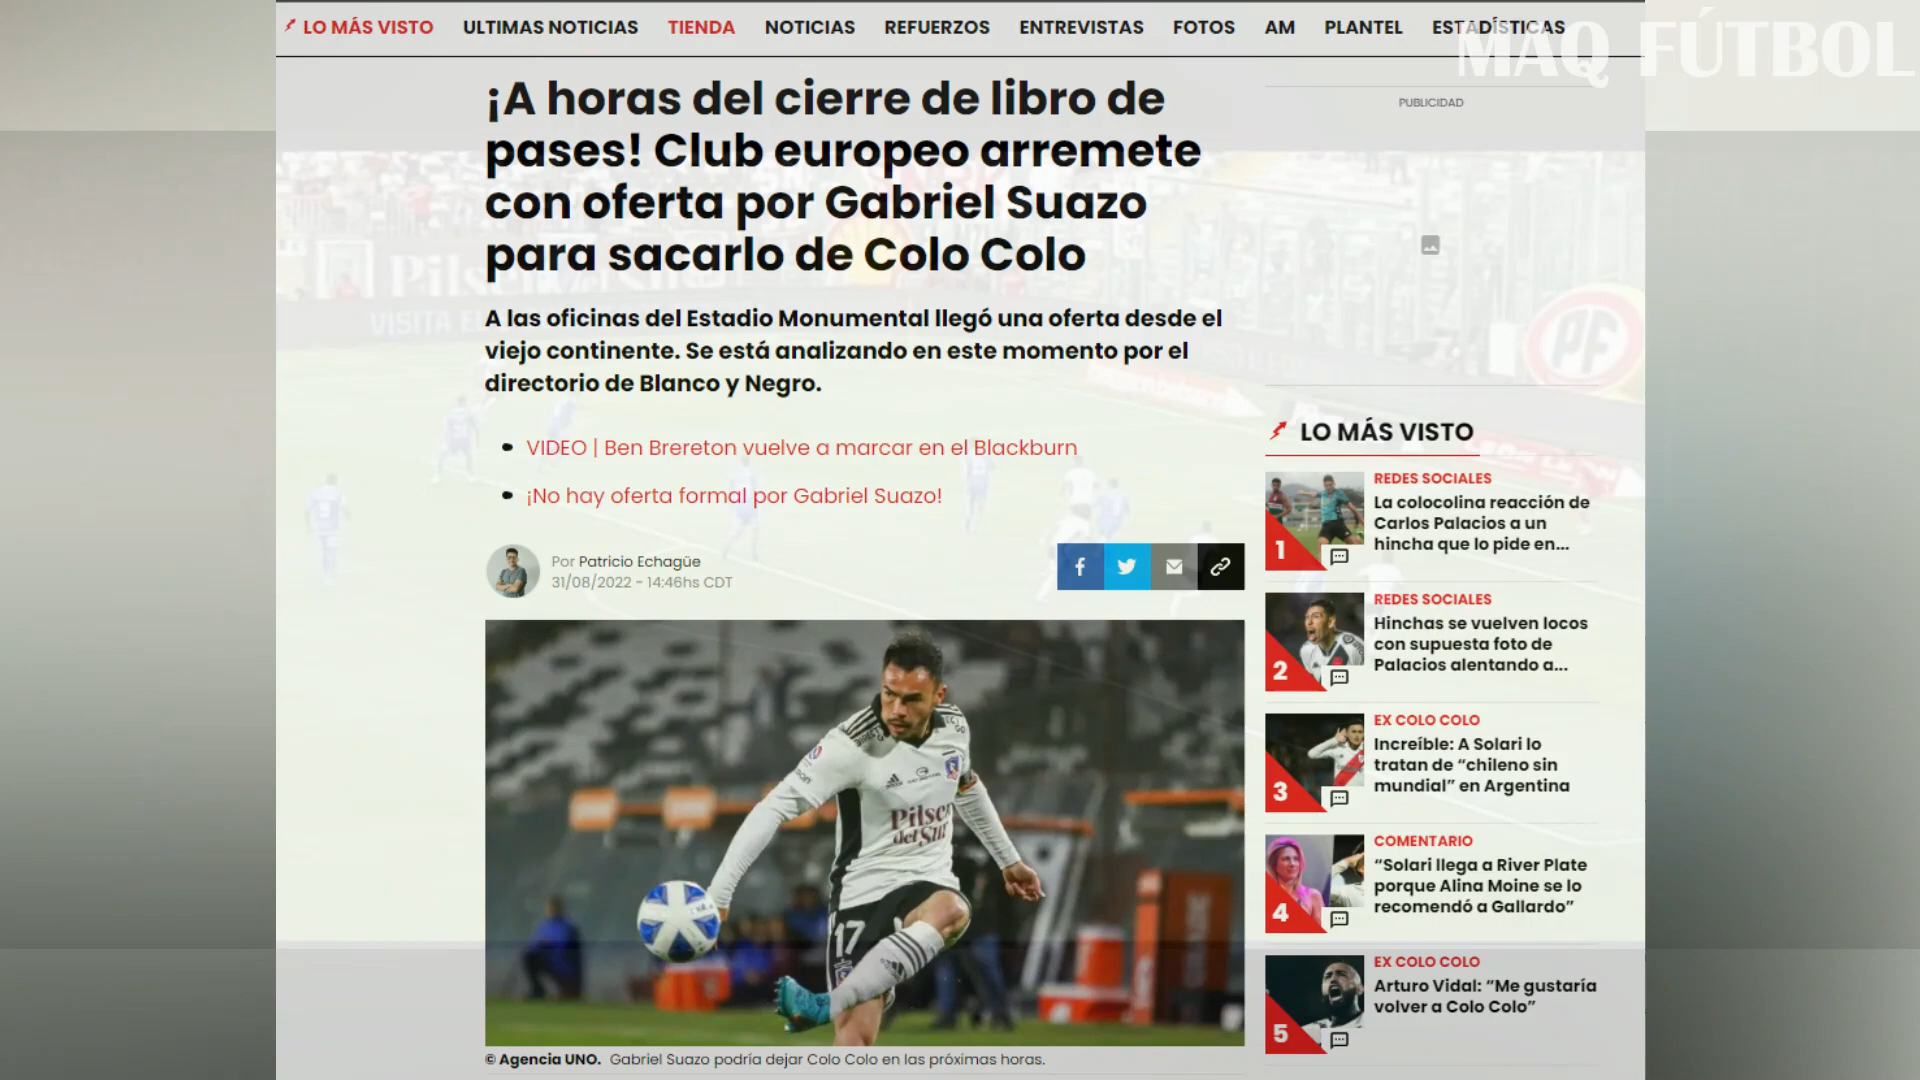 LO MÁS VISTO ULTIMAS NOTICIAS TIENDA NOTICIAS REFUERZOS ENTREVISTAS FOTOS AM PLANTEL ESTADÍSTICAS
MAQ FÚTBOL
¡A horas del cierre de libro de
pases! Club europeo arremete
con oferta por Gabriel Suazo
para sacarlo de Colo Colo
A las oficinas del Estadio Monumental llegó una oferta desde el
viejo continente. Se está analizando en este momento por el
directorio de Blanco y Negro.
VIDEO | Ben Brereton vuelve a marcar en el Blackburn
¡No hay oferta formal por Gabriel Suazo!
Por Patricio Echagüe
31/08/2022 - 14:46hs CDT
Pilsen
del Sur
17
© Agencia UNO. Gabriel Suazo podría dejar Colo Colo en las próximas horas.
PUBLICIDAD
PF
LO MÁS VISTO
1
REDES SOCIALES
La colocolina reacción de
Carlos Palacios a un
hincha que lo pide en...
2
REDES SOCIALES
Hinchas se vuelven locos
con supuesta foto de
Palacios alentando a...
3
EX COLO COLO
Increíble: A Solari lo
tratan de “chileno sin
mundial” en Argentina
4
COMENTARIO
“Solari llega a River Plate
porque Alina Moine se lo
recomendó a Gallardo”
5
EX COLO COLO
Arturo Vidal: “Me gustaría
volver a Colo Colo”